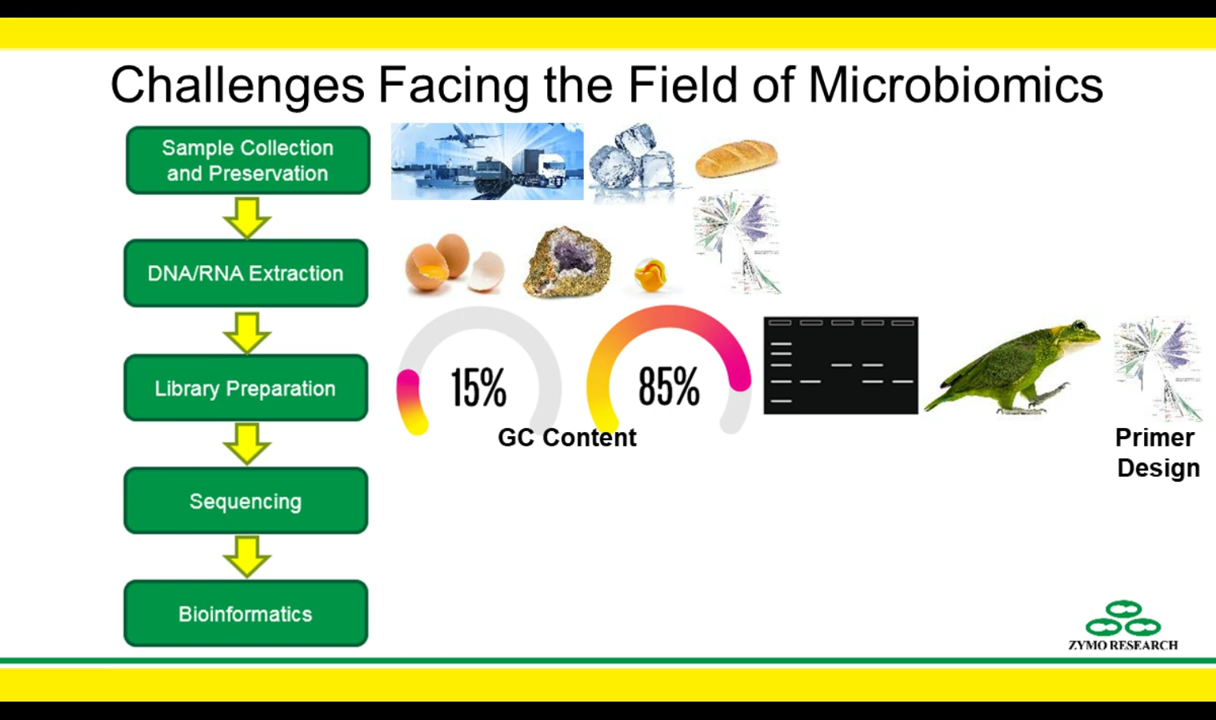 Challenges Facing the Field of Microbiomics
Sample Collection
and Preservation
DNA/RNA Extraction
Library Preparation
15%
85%
GC Content
Primer
Design
Sequencing
Bioinformatics
ZYMO RESEARCH